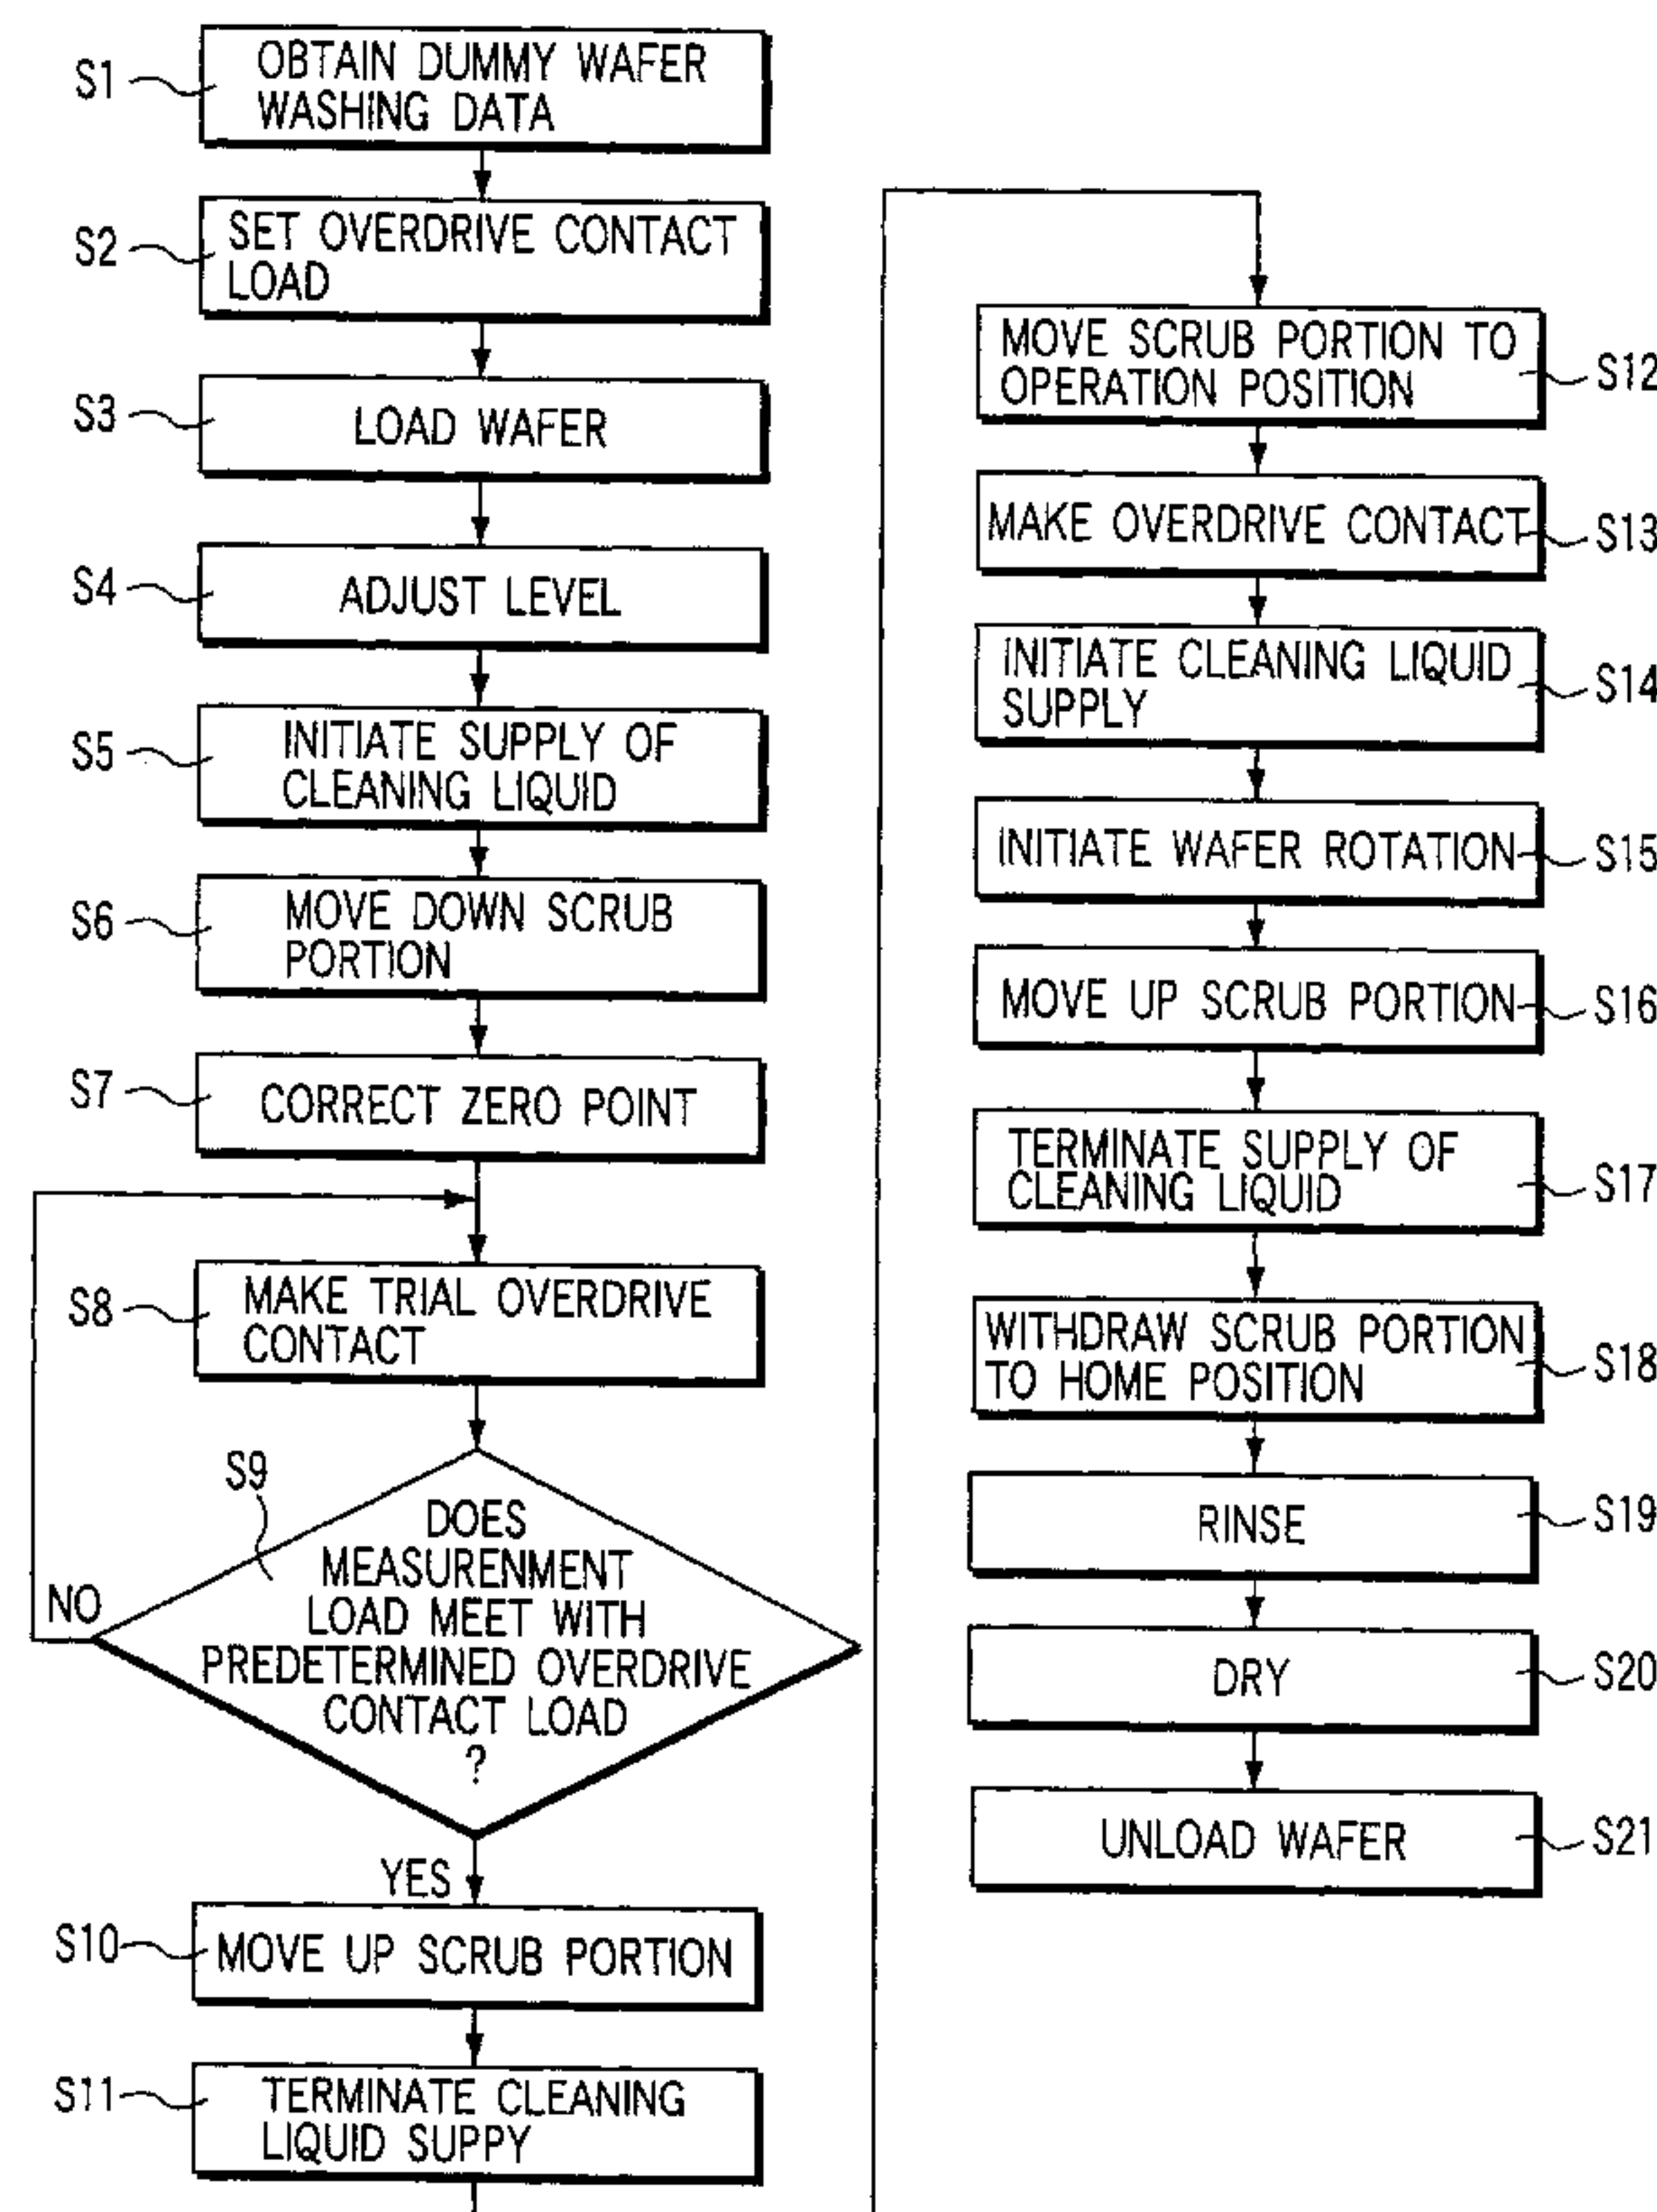 S1
OBTAIN DUMMY WAFER
WASHING DATA
S2
SET OVERDRIVE CONTACT
LOAD
S3
LOAD WAFER
S4
ADJUST LEVEL
S5
INITIATE SUPPLY OF
CLEANING LIQUID
S6
MOVE DOWN SCRUB
PORTION
S7
CORRECT ZERO POINT
S8
MAKE TRIAL OVERDRIVE
CONTACT
S9
DOES
MEASURENMENT
LOAD MEET WITH
PREDETERMINED OVERDRIVE
CONTACT LOAD
?
NO
YES
S10
MOVE UP SCRUB PORTION
S11
TERMINATE CLEANING
LIQUID SUPPY
MOVE SCRUB PORTION TO
OPERATION POSITION
S12
MAKE OVERDRIVE CONTACT
S13
INITIATE CLEANING LIQUID
SUPPLY
S14
INITIATE WAFER ROTATION
S15
MOVE UP SCRUB PORTION
S16
TERMINATE SUPPLY OF
CLEANING LIQUID
S17
WITHDRAW SCRUB PORTION
TO HOME POSITION
S18
RINSE
S19
DRY
S20
UNLOAD WAFER
S21